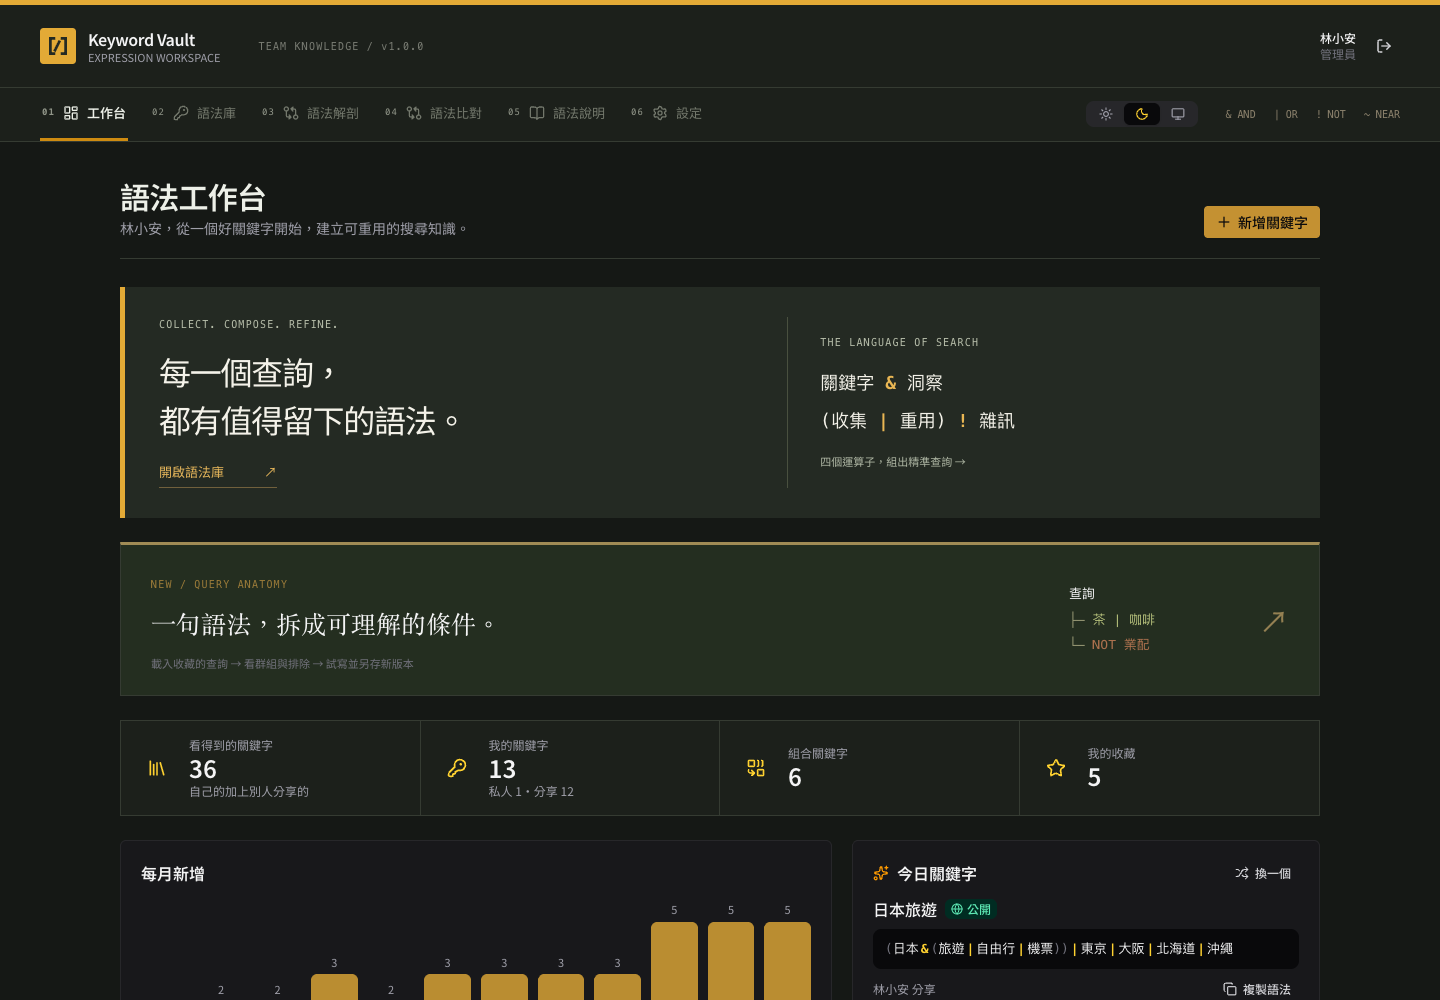 Keyword Vault
EXPRESSION WORKSPACE
TEAM KNOWLEDGE / v1.0.0
林小安
管理員
01 工作台
02 語法庫
03 語法解剖
04 語法比對
05 語法說明
06 設定
& AND | OR ! NOT ~ NEAR
語法工作台
林小安，從一個好關鍵字開始，建立可重用的搜尋知識。
新增關鍵字
COLLECT. COMPOSE. REFINE.
每一個查詢，
都有值得留下的語法。
開啟語法庫 ↗
THE LANGUAGE OF SEARCH
關鍵字 & 洞察
(收集 | 重用) ! 雜訊
四個運算子，組出精準查詢 →
NEW / QUERY ANATOMY
一句語法，拆成可理解的條件。
載入收藏的查詢 → 看群組與排除 → 試寫並另存新版本
查詢
├─ 茶 | 咖啡
└─ NOT 業配
↗
看得到的關鍵字
36
自己的加上別人分享的
我的關鍵字
13
私人 1・分享 12
組合關鍵字
6
我的收藏
5
每月新增
2 2 3 2 3 3 3 3 5 5 5
今日關鍵字
換一個
日本旅遊 公開
(日本&(旅遊|自由行|機票))|東京|大阪|北海道|沖繩
林小安 分享
複製語法